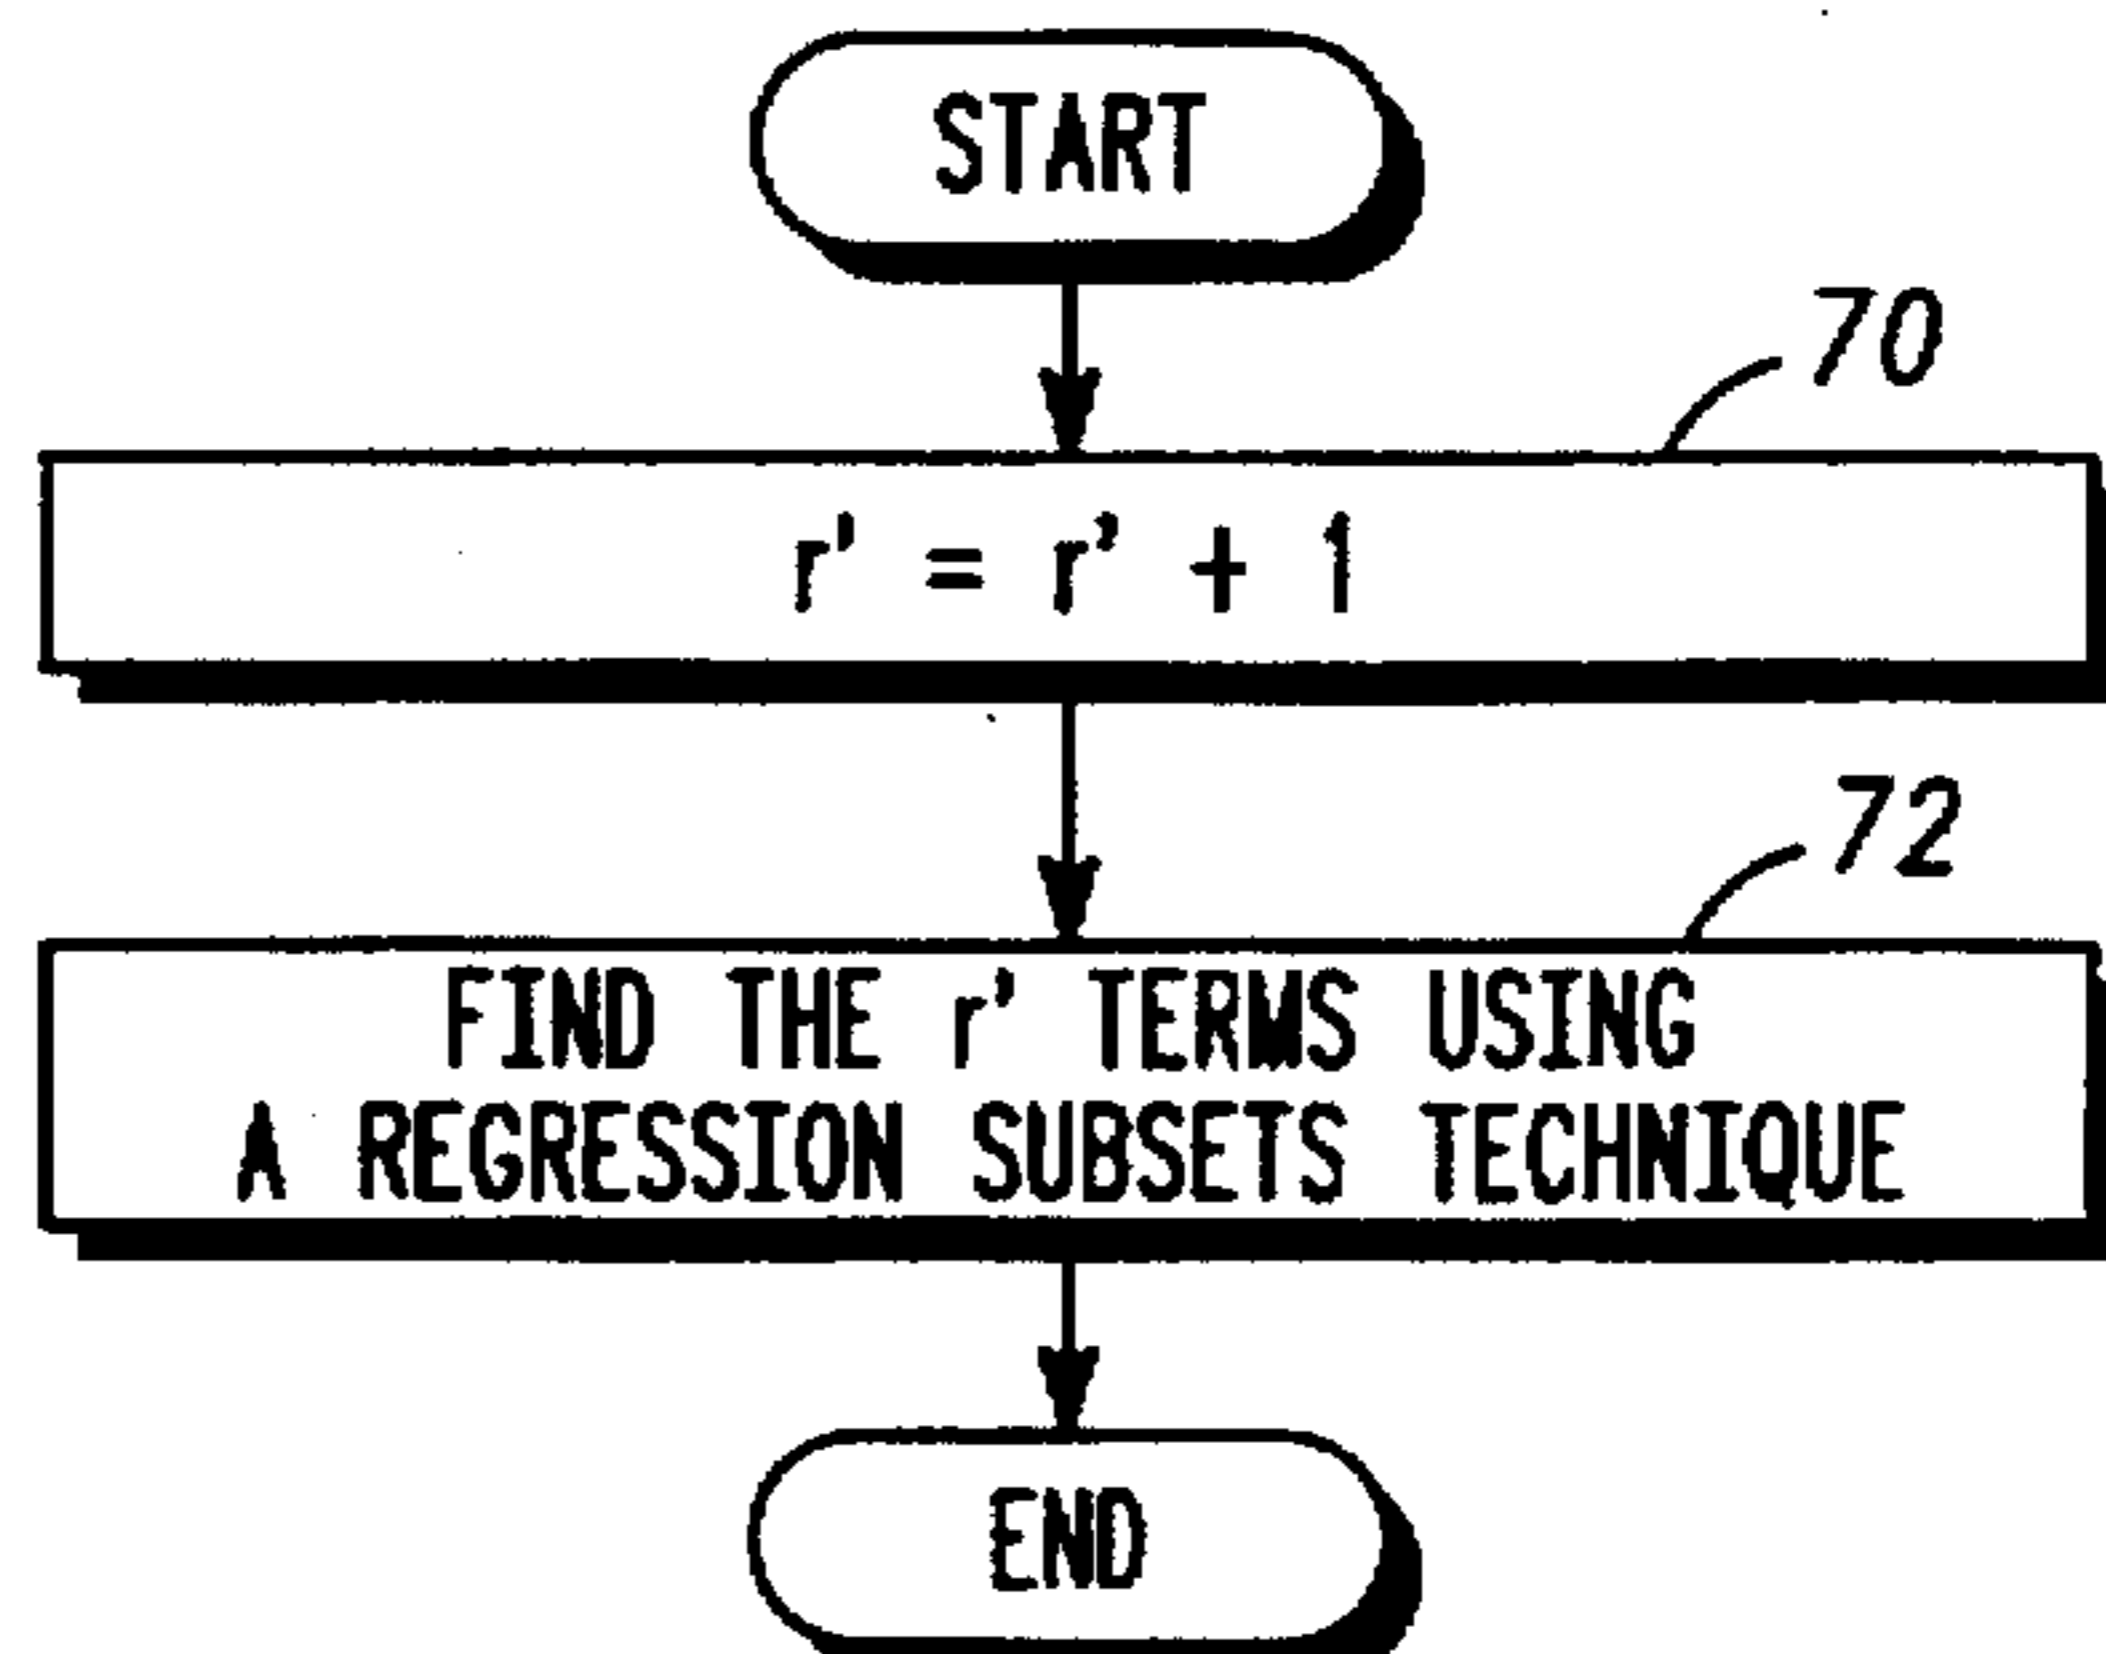 START
70
r' = r' + 1
72
FIND THE r' TERMS USING
A REGRESSION SUBSETS TECHNIQUE
END